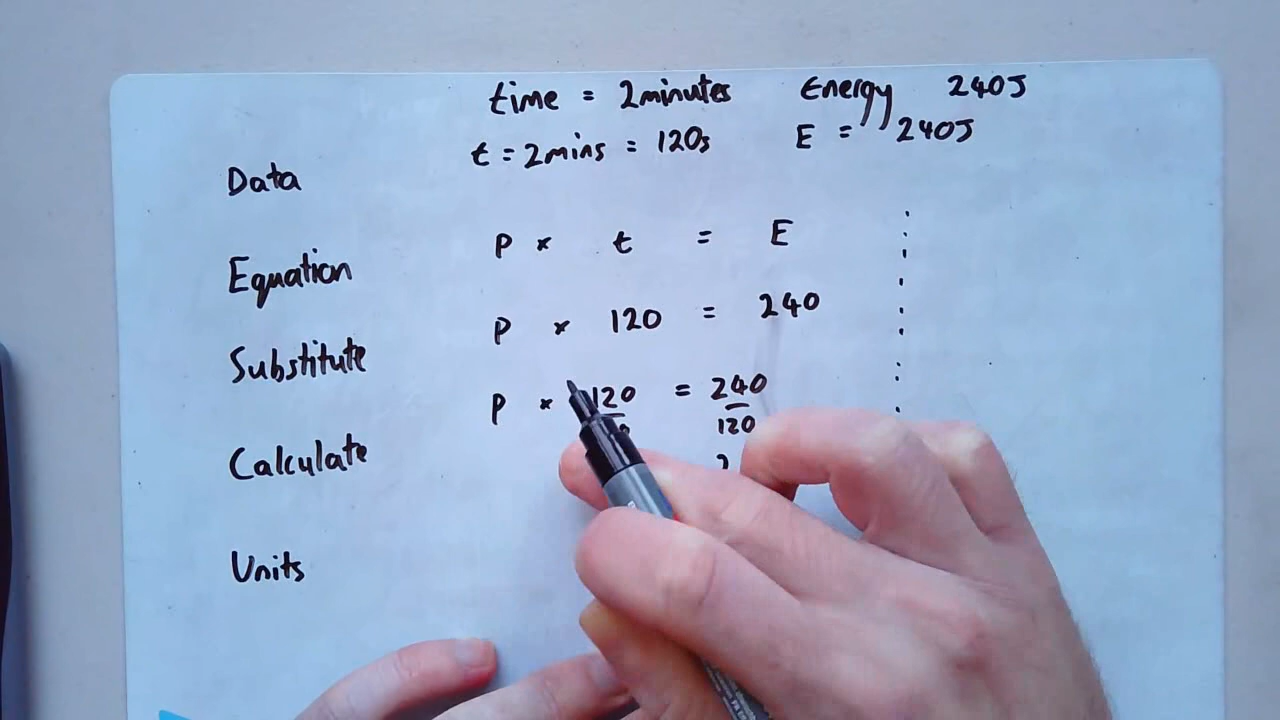 time = 2minutes Energy 240J
t = 2mins = 120s E = 240J
Data
P × t = E
Equation
P × 120 = 240
Substitute
P × 120 = 240
120
Calculate
Units